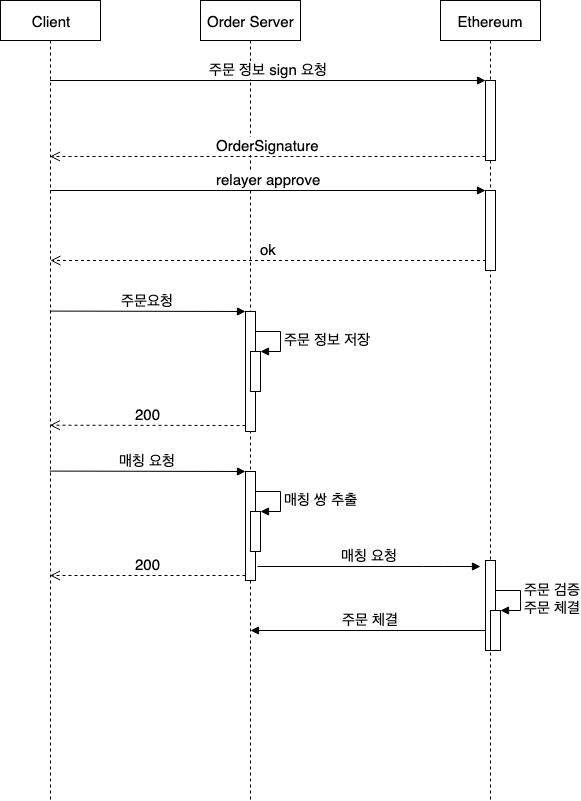 Client
Order Server
Ethereum
주문 정보 sign 요청
OrderSignature
relayer approve
ok
주문요청
주문 정보 저장
200
매칭 요청
매칭 쌍 추출
매칭 요청
200
주문 검증
주문 체결
주문 체결